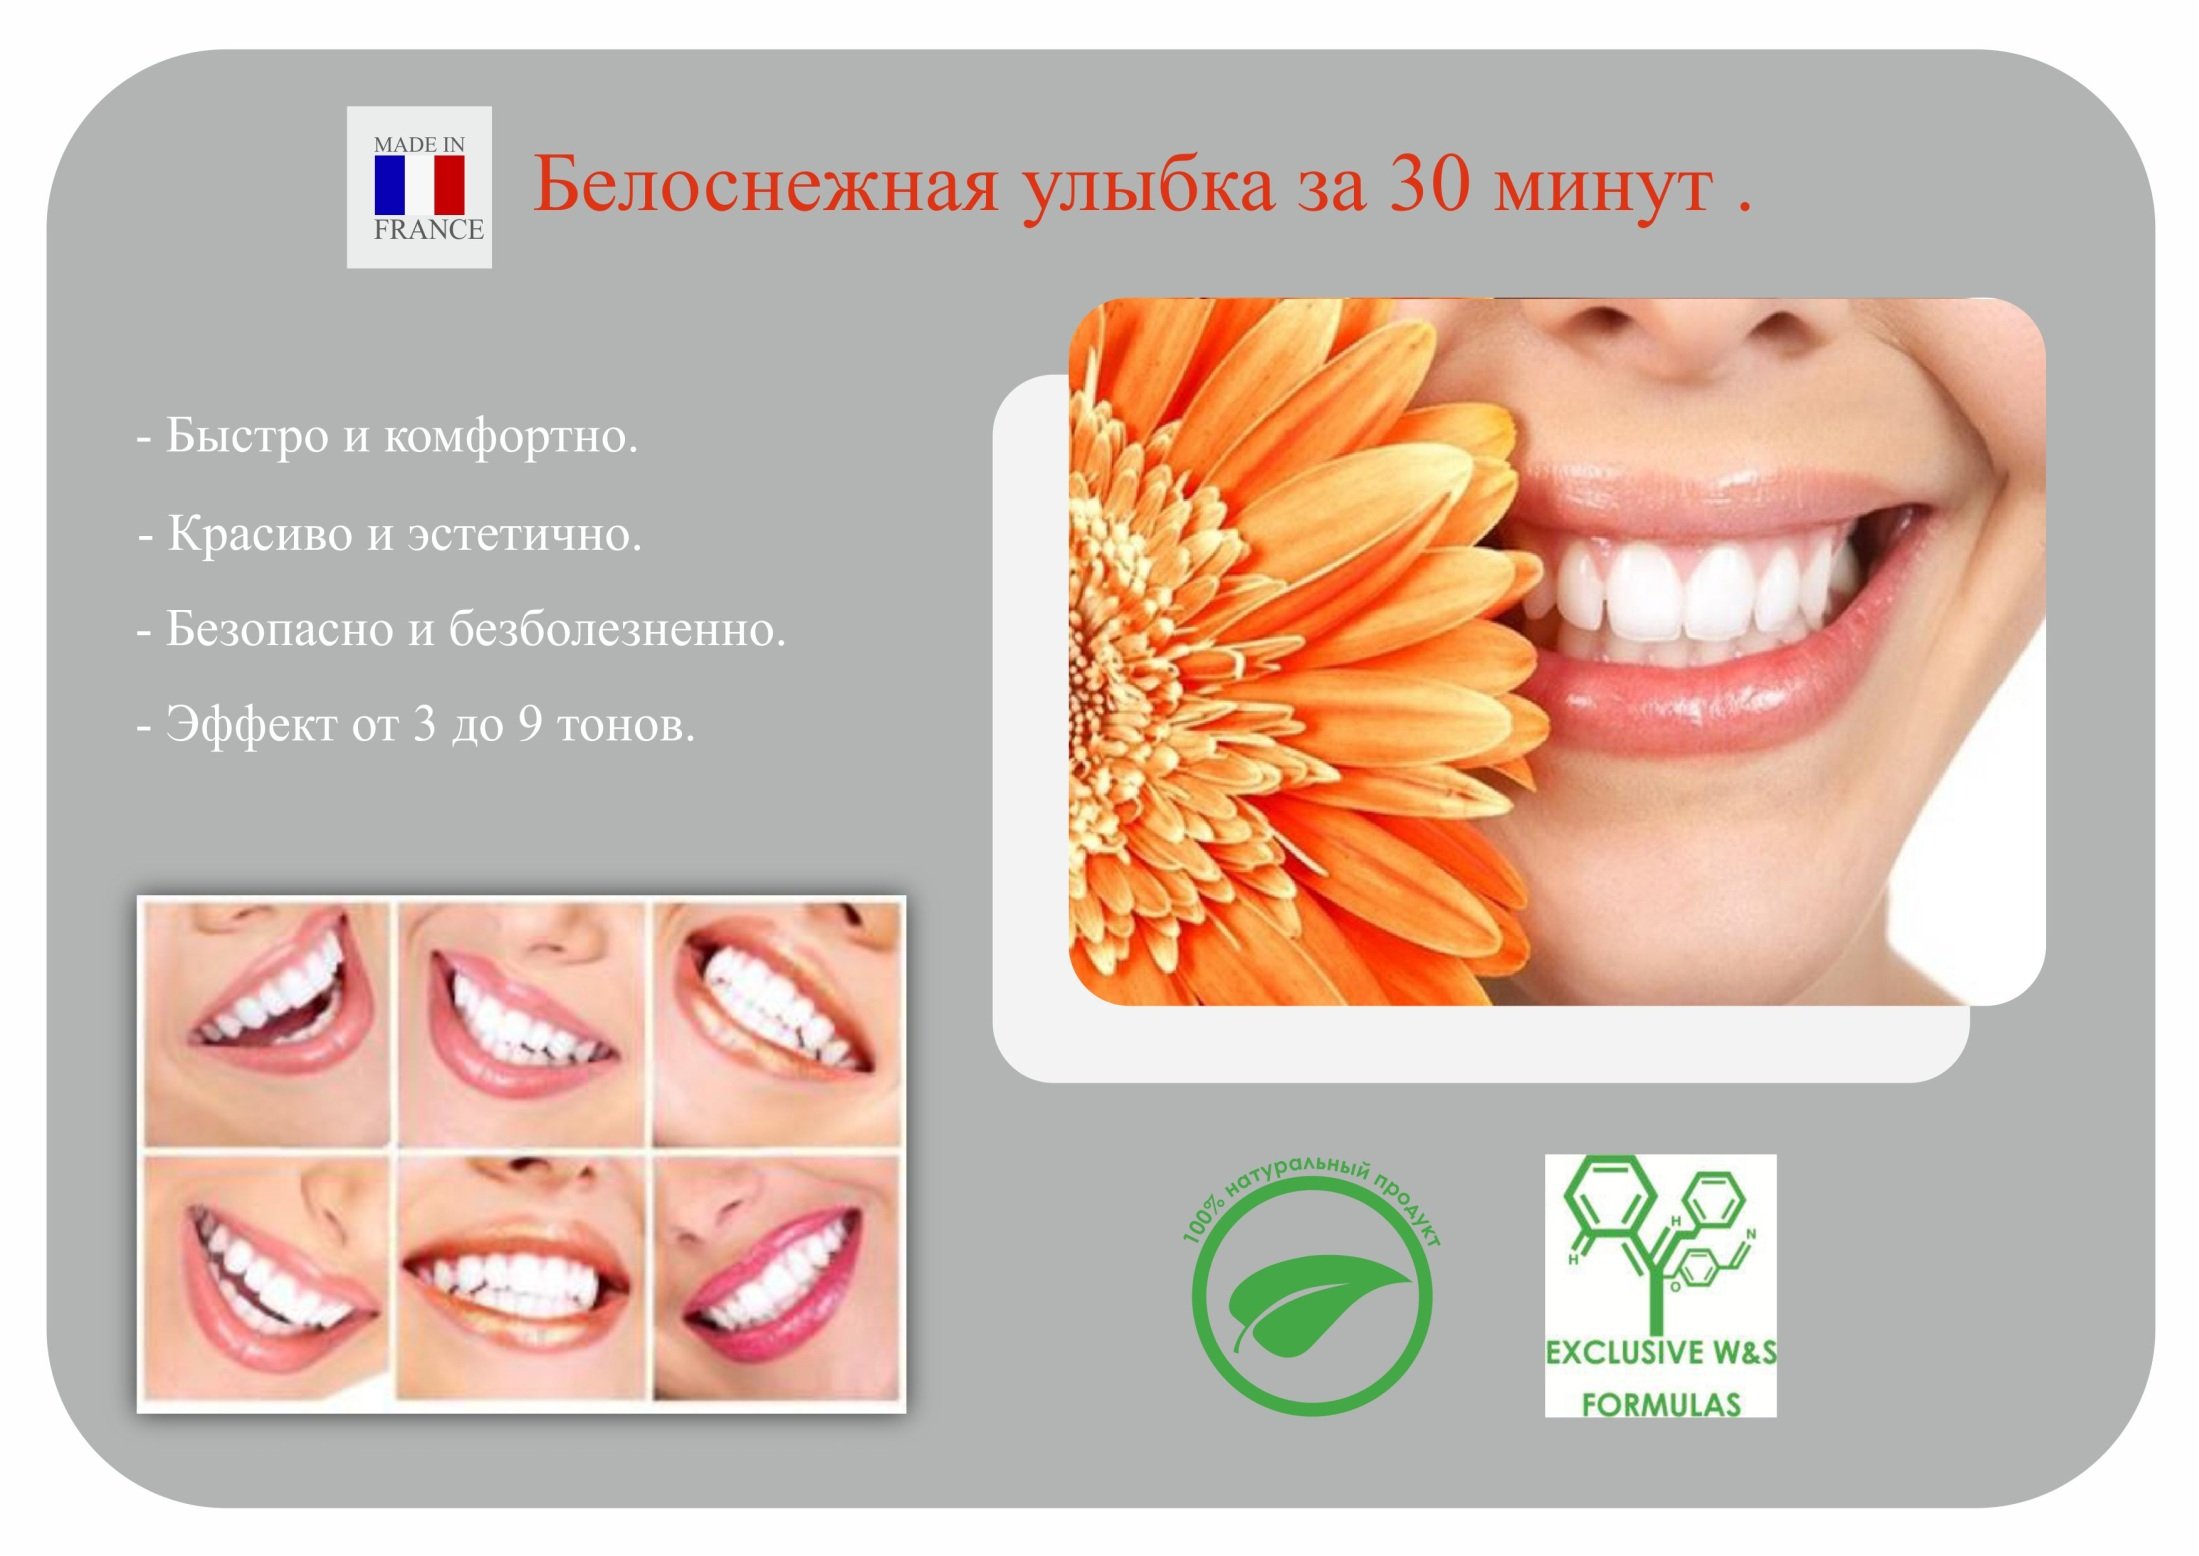 MADE IN
FRANCE
Белоснежная улыбка за 30 минут .
- Быстро и комфортно.
- Красиво и эстетично.
- Безопасно и безболезненно.
- Эффект от 3 до 9 тонов.
100% натуральный продукт
H
H
N
O
EXCLUSIVE W&S
FORMULAS